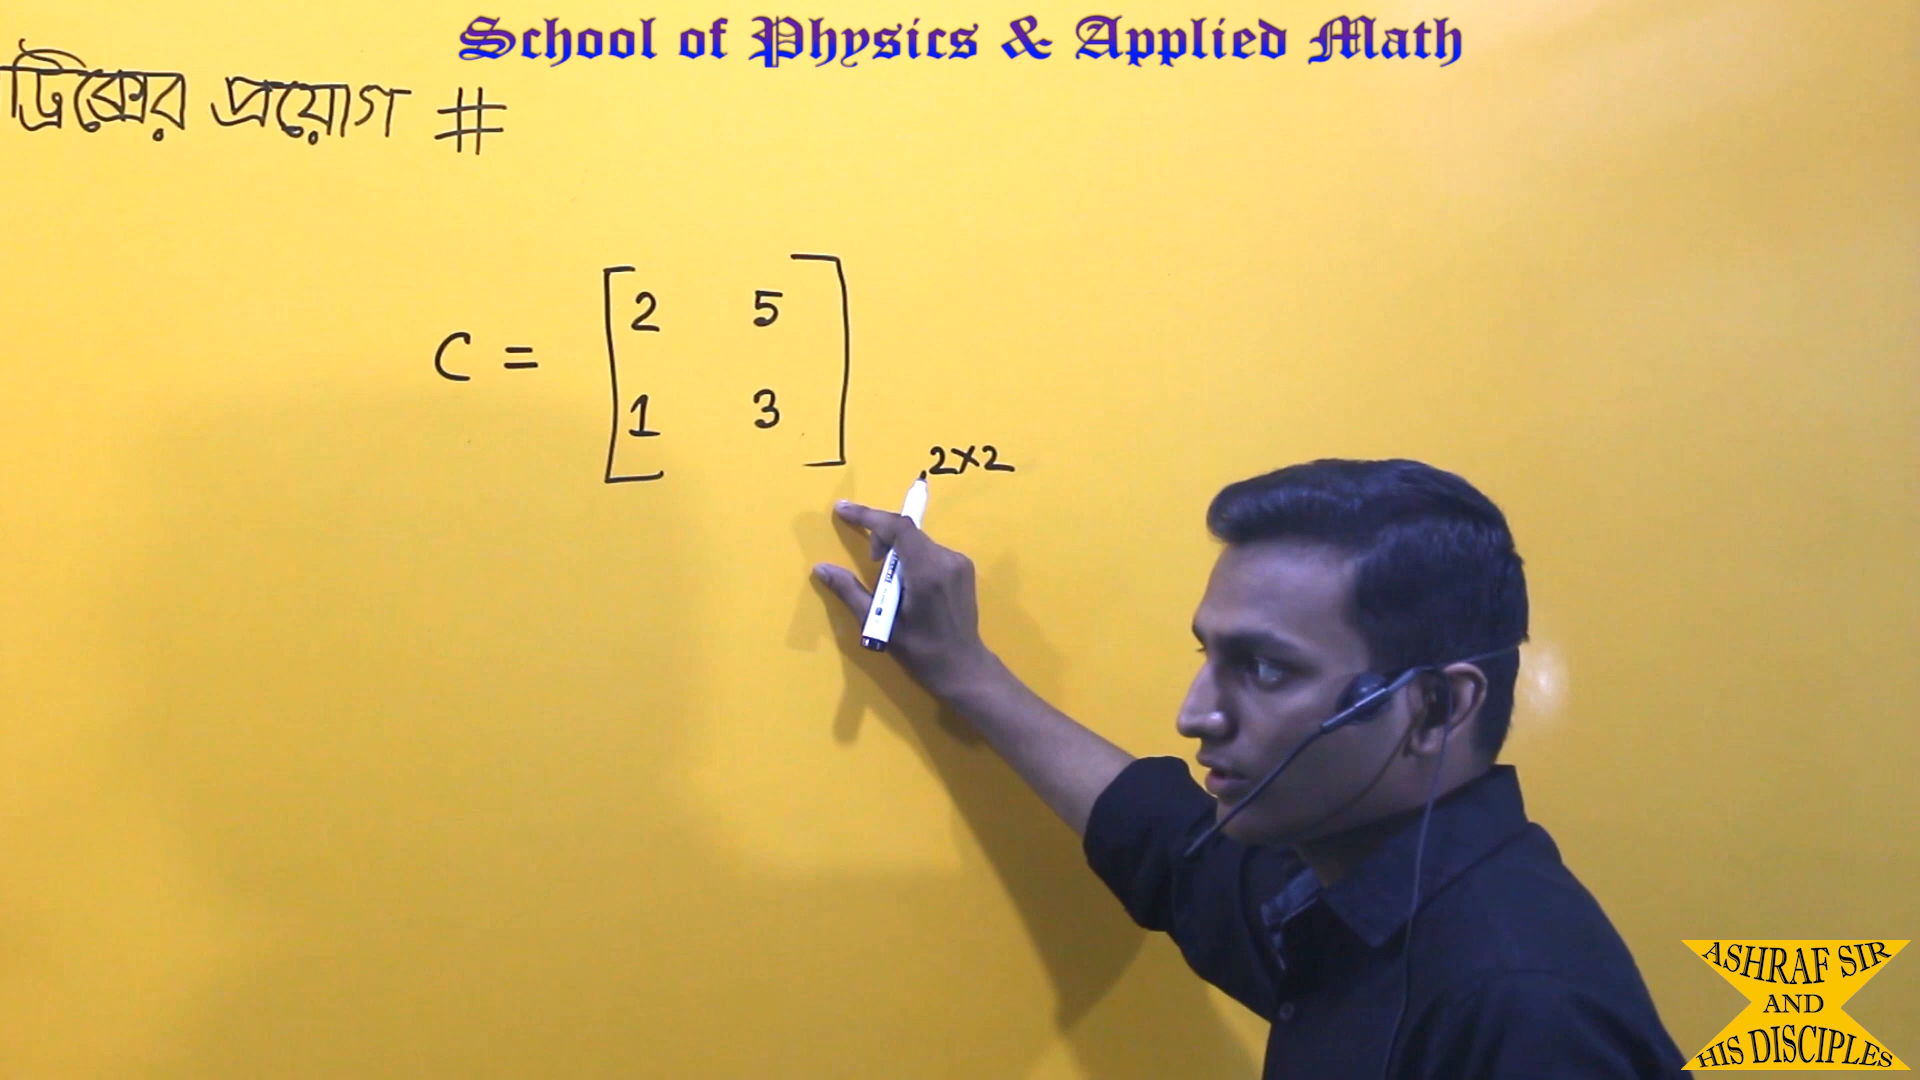 School of Physics & Applied Math
ট্রিক্সের প্রয়োগ #
C = [2 5
1 3] 2×2
ASHRAF SIR
AND
HIS DISCIPLES